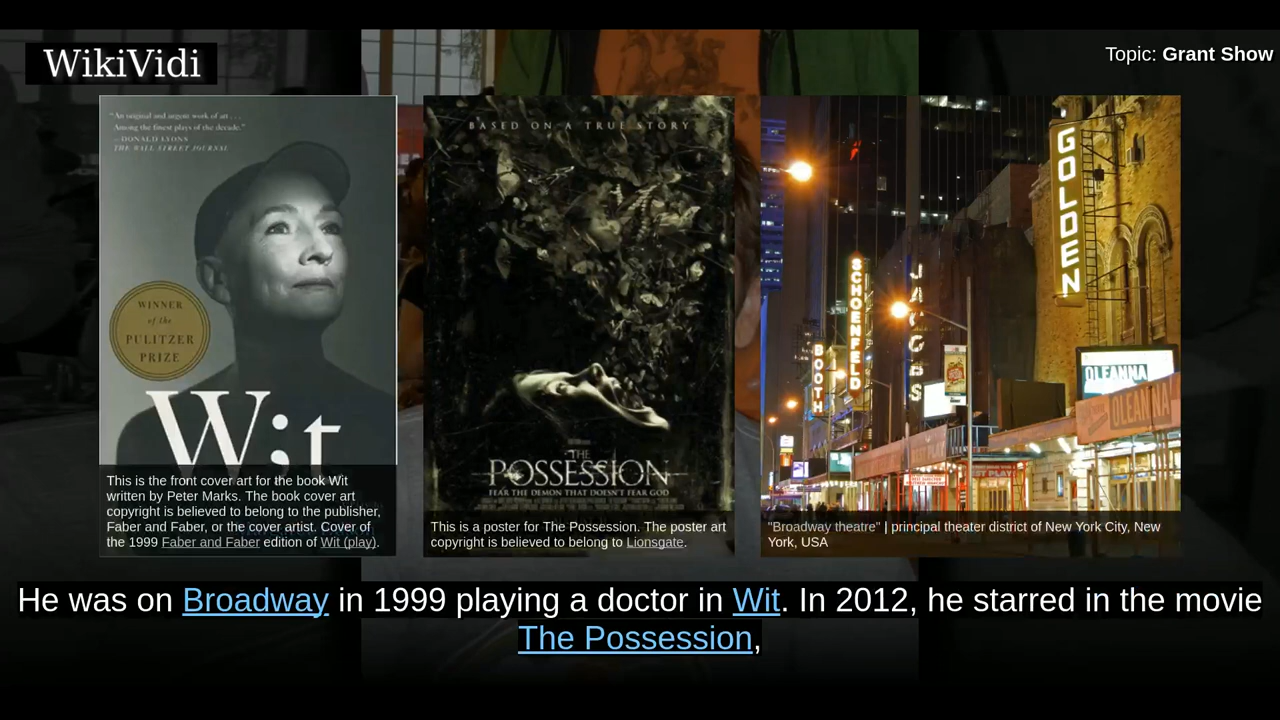 WikiVidi
Topic: Grant Show
"An original and urgent work of art . . .
Among the finest plays of the decade."
—DONALD LYONS
THE WALL STREET JOURNAL
WINNER
of the
PULITZER
PRIZE
Wit
This is the front cover art for the book Wit
written by Peter Marks. The book cover art
copyright is believed to belong to the publisher,
Faber and Faber, or the cover artist. Cover of
the 1999 Faber and Faber edition of Wit (play).
BASED ON A TRUE STORY
THE
POSSESSION
FEAR THE DEMON THAT DOESN'T FEAR GOD
This is a poster for The Possession. The poster art
copyright is believed to belong to Lionsgate.
GOLDEN
JACOBS
SCHOENFELD
BOOTH
OLEANNA
OLEANNA
"Broadway theatre" | principal theater district of New York City, New
York, USA
He was on Broadway in 1999 playing a doctor in Wit. In 2012, he starred in the movie
The Possession,